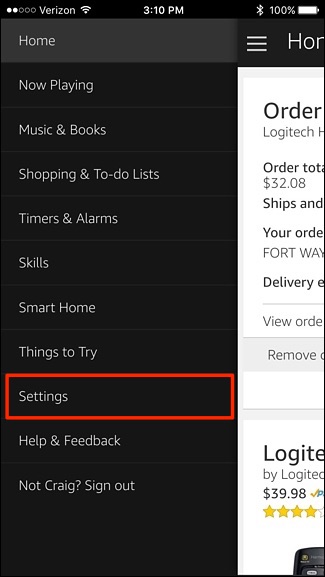 Verizon 3:10 PM 100%
Home
Now Playing
Music & Books
Shopping & To-do Lists
Timers & Alarms
Skills
Smart Home
Things to Try
Settings
Help & Feedback
Not Craig? Sign out
Hon
Order
Logitech H
Order tota
$32.08
Ships and
Your orde
FORT WAY
Delivery e
View orde
Remove c
Logite
by Logitec
$39.98